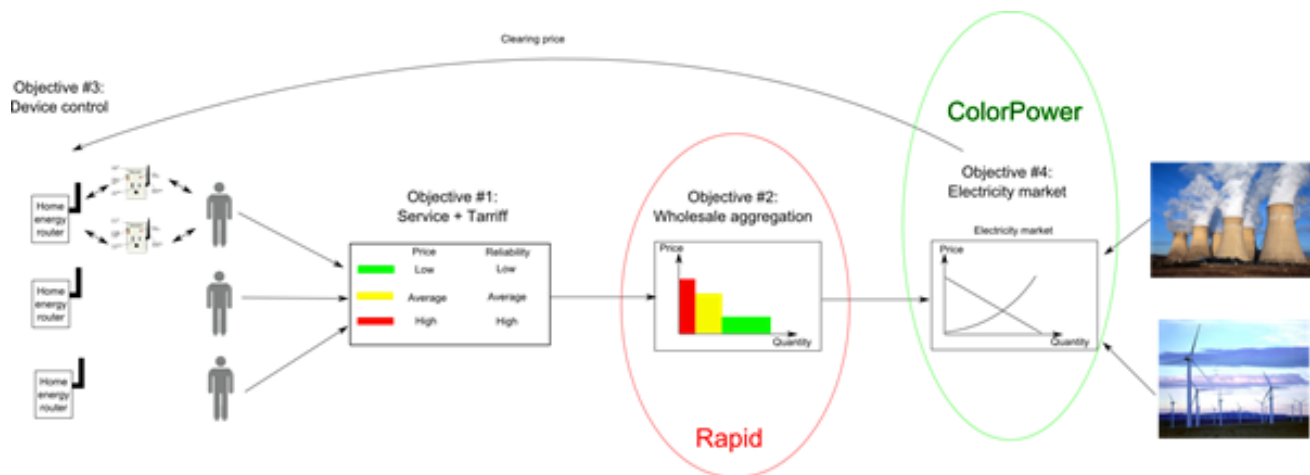 Clearing price
Objective #3:
Device control
ColorPower
Objective #4:
Electricity market
Objective #1:
Service + Tarriff
Objective #2:
Wholesale aggregation
Home
energy
router
Price Reliability
Low Low
Average Average
High High
Price
Quantity
Electricity market
Price
Quantity
Home
energy
router
Home
energy
router
Rapid